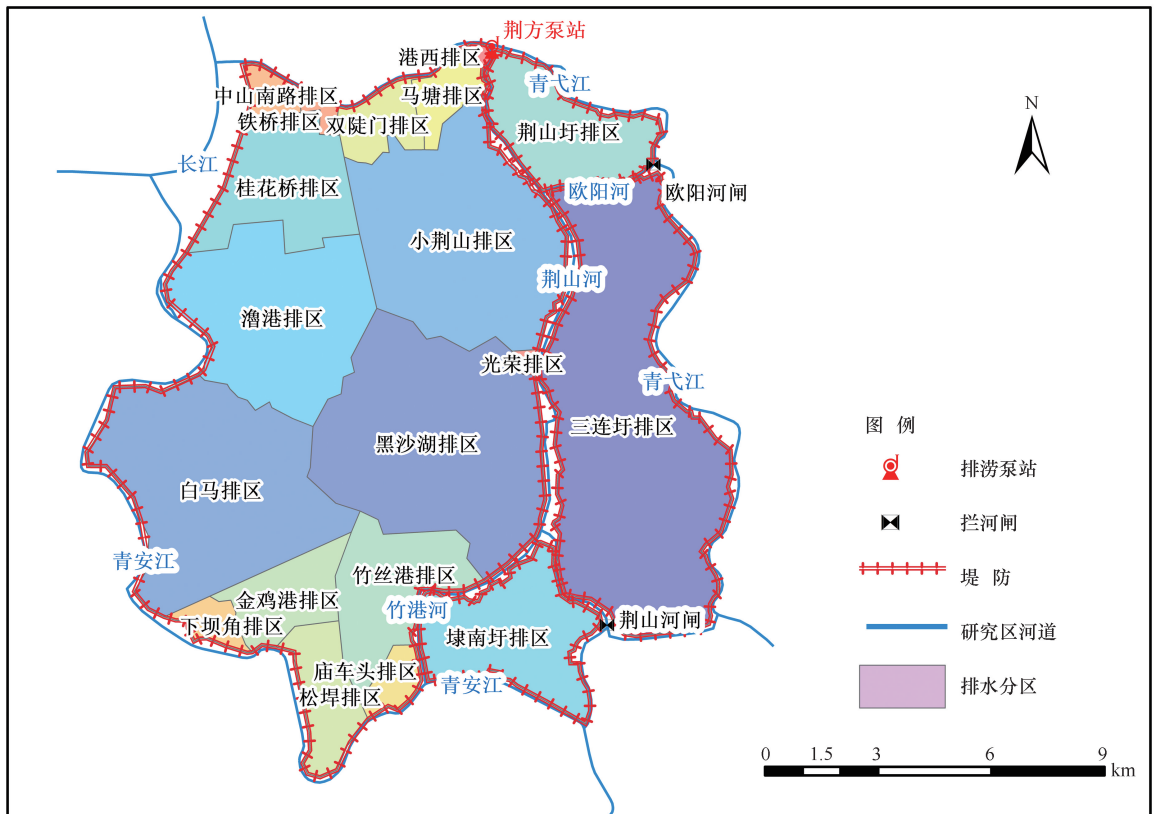 荆方泵站
港西排区
青弋江
中山南路排区
马塘排区
铁桥排区
双陡门排区
荆山圩排区
长江
桂花桥排区
欧阳河
欧阳河闸
小荆山排区
荆山河
澛港排区
光荣排区
青弋江
三连圩排区
黑沙湖排区
白马排区
青安江
竹丝港排区
金鸡港排区
竹港河
下坝角排区
荆山河闸
埭南圩排区
庙车头排区
青安江
松埂排区
N
图 例
排涝泵站
拦河闸
堤 防
研究区河道
排水分区
0 1.5 3 6 9
km